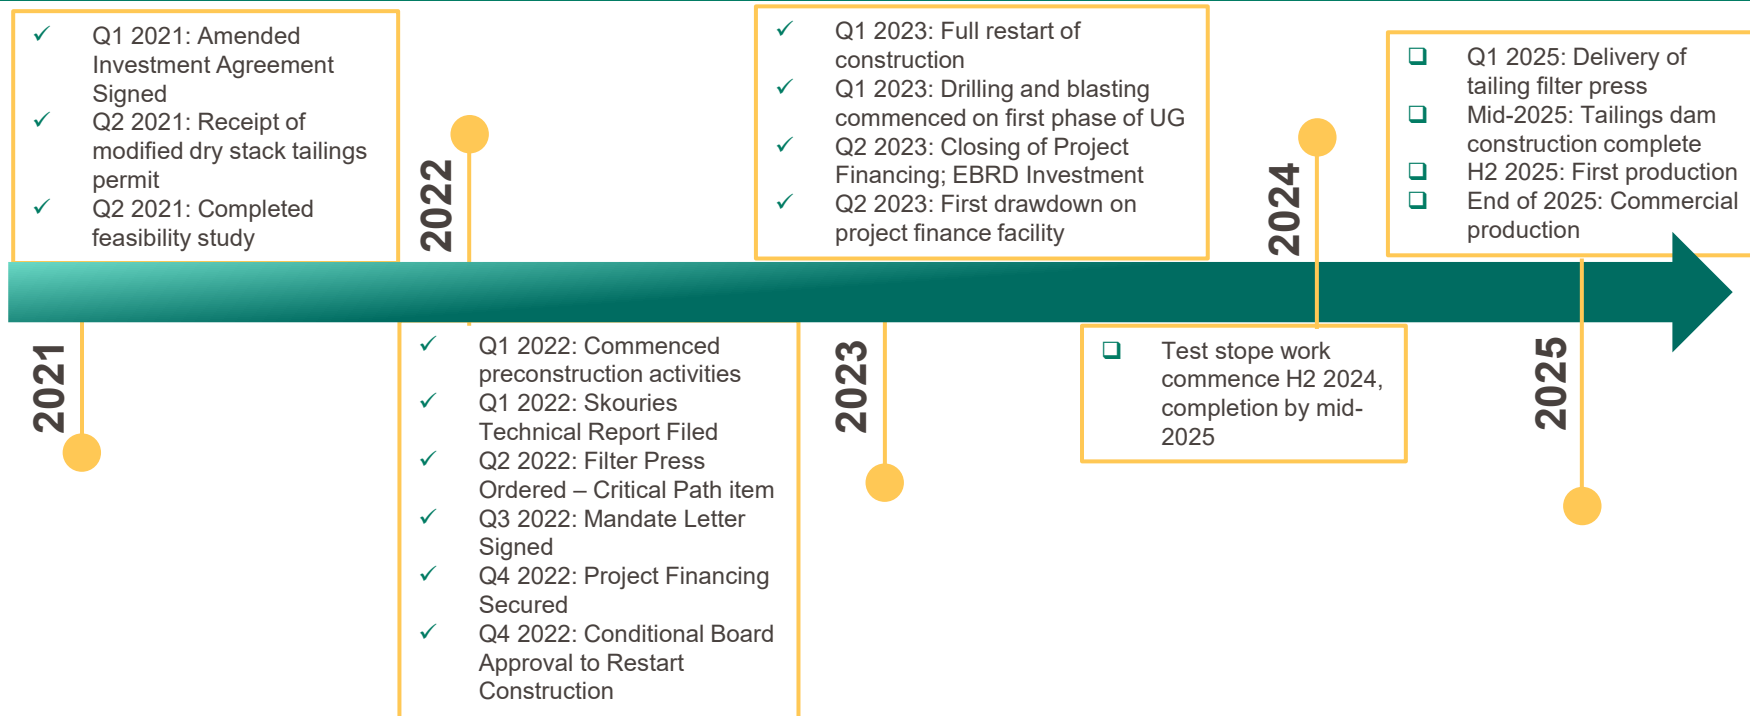 Q1 2021: Amended
Investment Agreement
Signed
Q2 2021: Receipt of
modified dry stack tailings
permit
Q2 2021: Completed
feasibility study
2021
2022
Q1 2022: Commenced
preconstruction activities
Q1 2022: Skouries
Technical Report Filed
Q2 2022: Filter Press
Ordered – Critical Path item
Q3 2022: Mandate Letter
Signed
Q4 2022: Project Financing
Secured
Q4 2022: Conditional Board
Approval to Restart
Construction
Q1 2023: Full restart of
construction
Q1 2023: Drilling and blasting
commenced on first phase of UG
Q2 2023: Closing of Project
Financing; EBRD Investment
Q2 2023: First drawdown on
project finance facility
2023
2024
Test stope work
commence H2 2024,
completion by mid-
2025
Q1 2025: Delivery of
tailing filter press
Mid-2025: Tailings dam
construction complete
H2 2025: First production
End of 2025: Commercial
production
2025